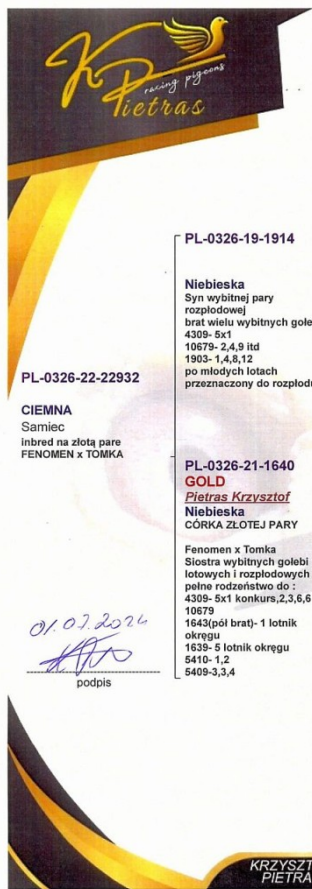 K Pietras
racing pigeons
PL-0326-19-1914
Niebieska
Syn wybitnej pary
rozpłodowej
brat wielu wybitnych gołe
4309- 5x1
10679- 2,4,9 itd
1903- 1,4,8,12
po młodych lotach
przeznaczony do rozpłodu
PL-0326-22-22932
CIEMNA
Samiec
inbred na złotą pare
FENOMEN x TOMKA
PL-0326-21-1640
GOLD
Pietras Krzysztof
Niebieska
CÓRKA ZŁOTEJ PARY
Fenomen x Tomka
Siostra wybitnych gołebi
lotowych i rozpłodowych
pełne rodzeństwo do :
4309- 5x1 konkurs,2,3,6,6
10679
1643(pół brat)- 1 lotnik
okręgu
1639- 5 lotnik okręgu
5410- 1,2
5409-3,3,4
01.07.2024
podpis
KRZYSZT
PIETRA